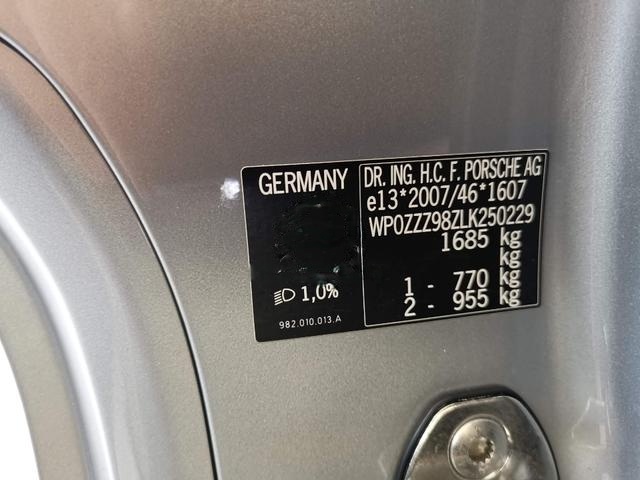 GERMANY
1,0%
982.010.013.A
DR. ING. H.C. F. PORSCHE AG
e13*2007/46*1607
WP0ZZZ98ZLK250229
1685 kg
kg
1 - 770 kg
2 - 955 kg